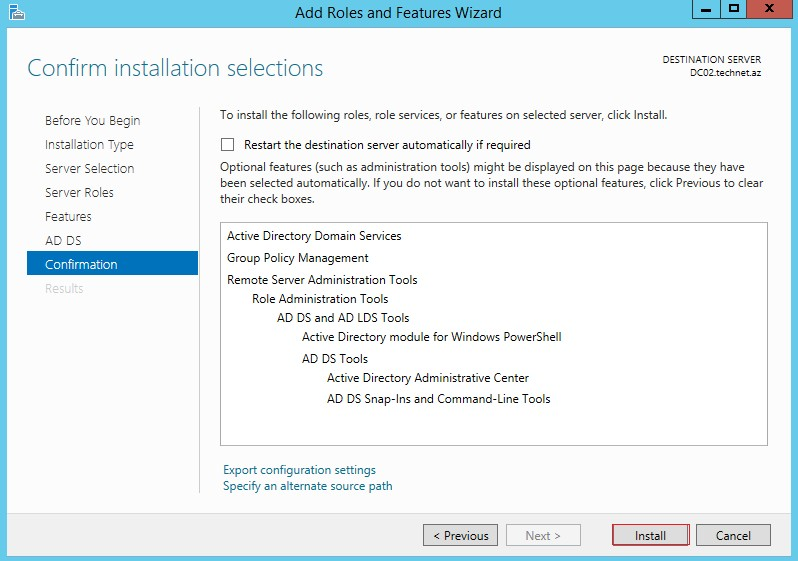 Add Roles and Features Wizard
Confirm installation selections
DESTINATION SERVER
DC02.technet.az
Before You Begin
Installation Type
Server Selection
Server Roles
Features
AD DS
Confirmation
Results
To install the following roles, role services, or features on selected server, click Install.
Restart the destination server automatically if required
Optional features (such as administration tools) might be displayed on this page because they have
been selected automatically. If you do not want to install these optional features, click Previous to clear
their check boxes.
Active Directory Domain Services
Group Policy Management
Remote Server Administration Tools
Role Administration Tools
AD DS and AD LDS Tools
Active Directory module for Windows PowerShell
AD DS Tools
Active Directory Administrative Center
AD DS Snap-Ins and Command-Line Tools
Export configuration settings
Specify an alternate source path
< Previous
Next >
Install
Cancel